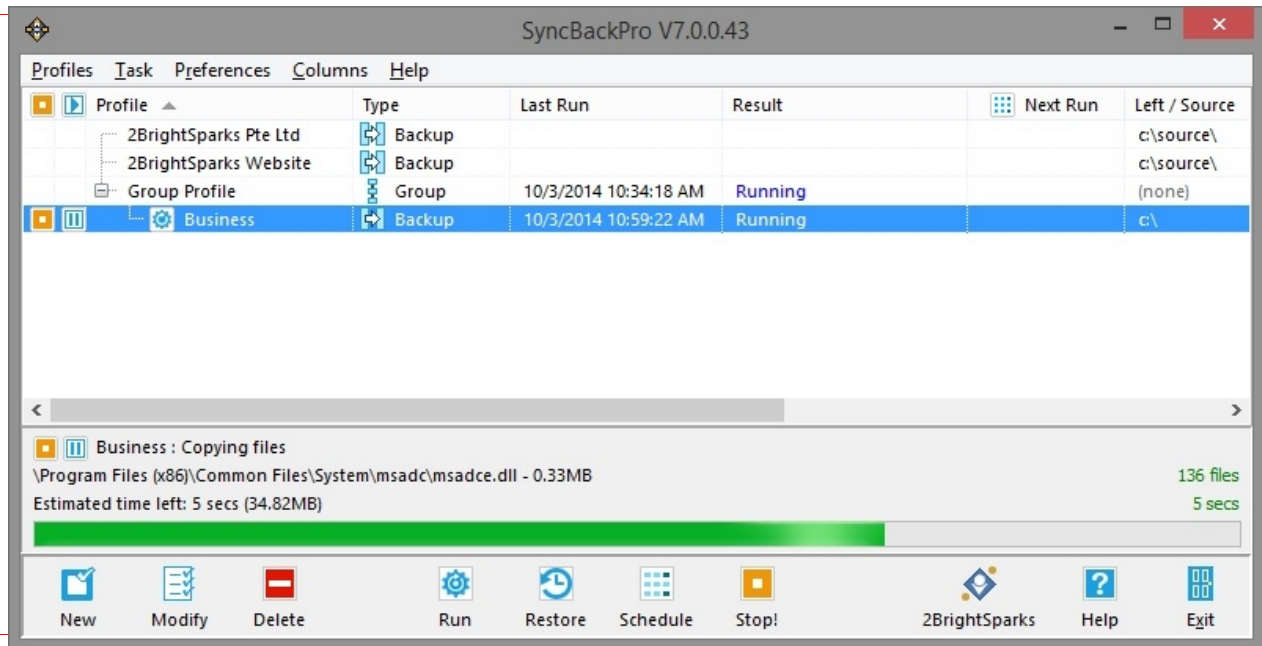 SyncBackPro V7.0.0.43
Profiles Task Preferences Columns Help
Profile Type Last Run Result Next Run Left / Source
2BrightSparks Pte Ltd Backup c:\source\
2BrightSparks Website Backup c:\source\
Group Profile Group 10/3/2014 10:34:18 AM Running (none)
Business Backup 10/3/2014 10:59:22 AM Running c:\
Business : Copying files
\Program Files (x86)\Common Files\System\msadc\msadce.dll - 0.33MB 136 files
Estimated time left: 5 secs (34.82MB) 5 secs
New Modify Delete Run Restore Schedule Stop! 2BrightSparks Help Exit